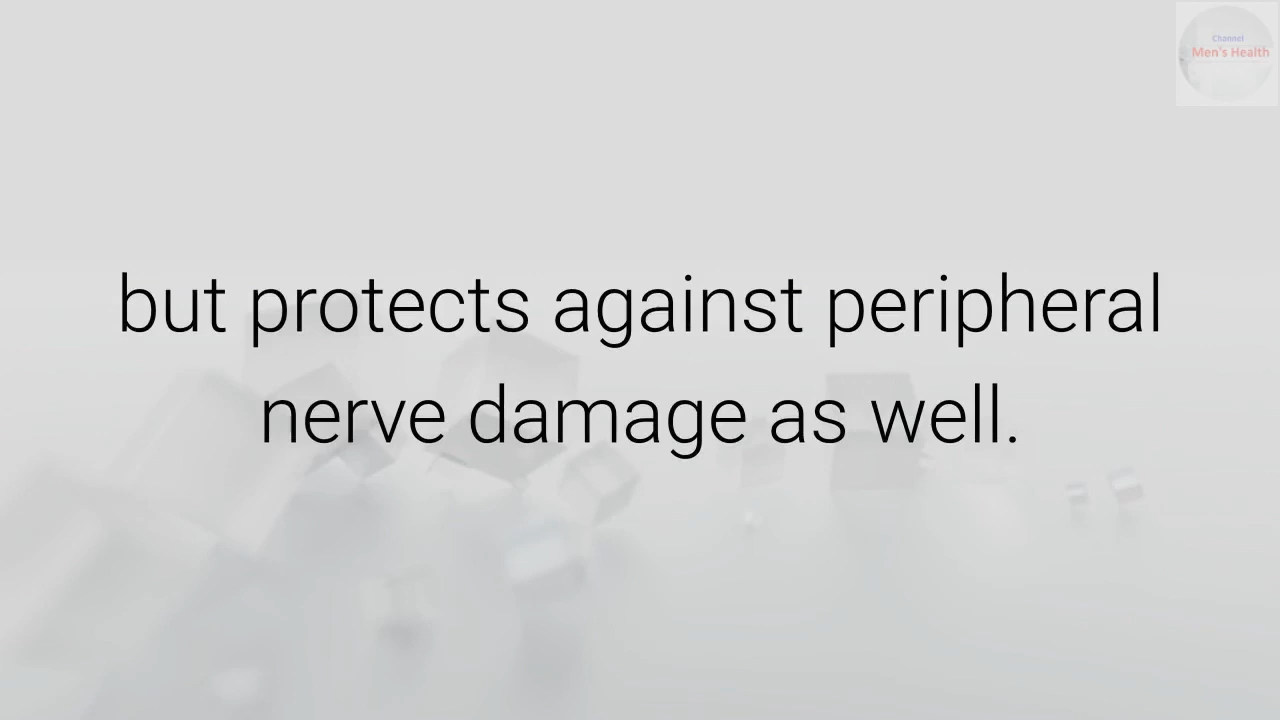 Channel
Men's Health
but protects against peripheral
nerve damage as well.